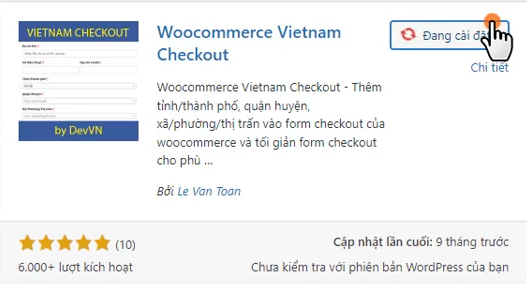 VIETNAM CHECKOUT
by DevVN
Woocommerce Vietnam
Checkout
Đang cài
Chi tiết
Woocommerce Vietnam Checkout - Thêm
tỉnh/thành phố, quận huyện,
xã/phường/thị trấn vào form checkout của
woocommerce và tối giản form checkout
cho phù ...
Bởi Le Van Toan
(10)
6.000+ lượt kích hoạt
Cập nhật lần cuối: 9 tháng trước
Chưa kiểm tra với phiên bản WordPress của bạn